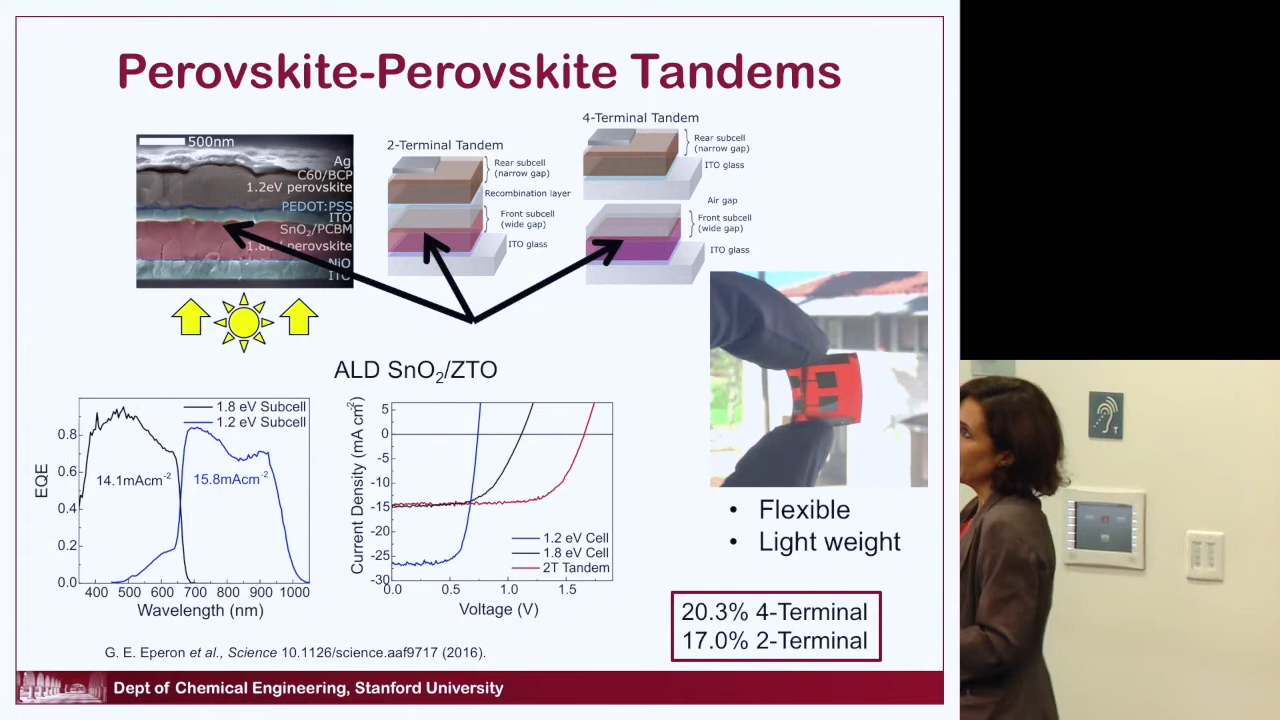 Perovskite-Perovskite Tandems
500nm
Ag
C60/BCP
1.2eV perovskite
PEDOT:PSS
ITO
SnO₂/PCBM
perovskite
NiO
2-Terminal Tandem
Rear subcell
(narrow gap)
Recombination layer
Front subcell
(wide gap)
ITO glass
4-Terminal Tandem
Rear subcell
(narrow gap)
ITO glass
Air gap
Front subcell
(wide gap)
ITO glass
ALD SnO₂/ZTO
EQE
0.8
0.6
0.4
0.2
0.0
1.8 eV Subcell
1.2 eV Subcell
14.1mAcm⁻²
15.8mAcm⁻²
400 500 600 700 800 900 1000
Wavelength (nm)
Current Density (mA cm²)
5
0
-5
-10
-15
-20
-25
-30
1.2 eV Cell
1.8 eV Cell
2T Tandem
0.0 0.5 1.0 1.5
Voltage (V)
• Flexible
• Light weight
20.3% 4-Terminal
17.0% 2-Terminal
G. E. Eperon et al., Science 10.1126/science.aaf9717 (2016).
Dept of Chemical Engineering, Stanford University
T